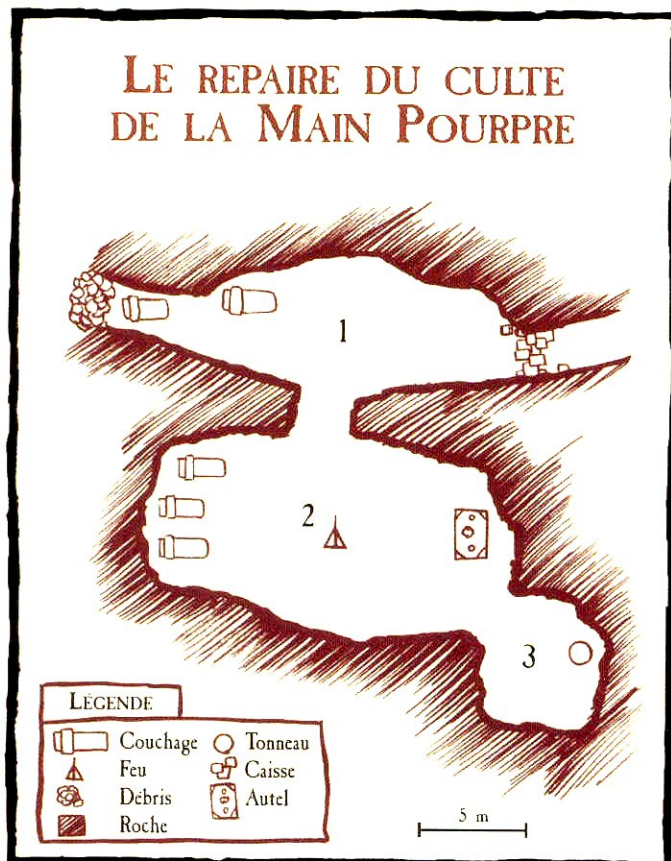 LE REPAIRE DU CULTE
DE LA MAIN POURPRE
1
2
3
LÉGENDE
Couchage
Tonneau
Feu
Caisse
Débris
Autel
Roche
5 m